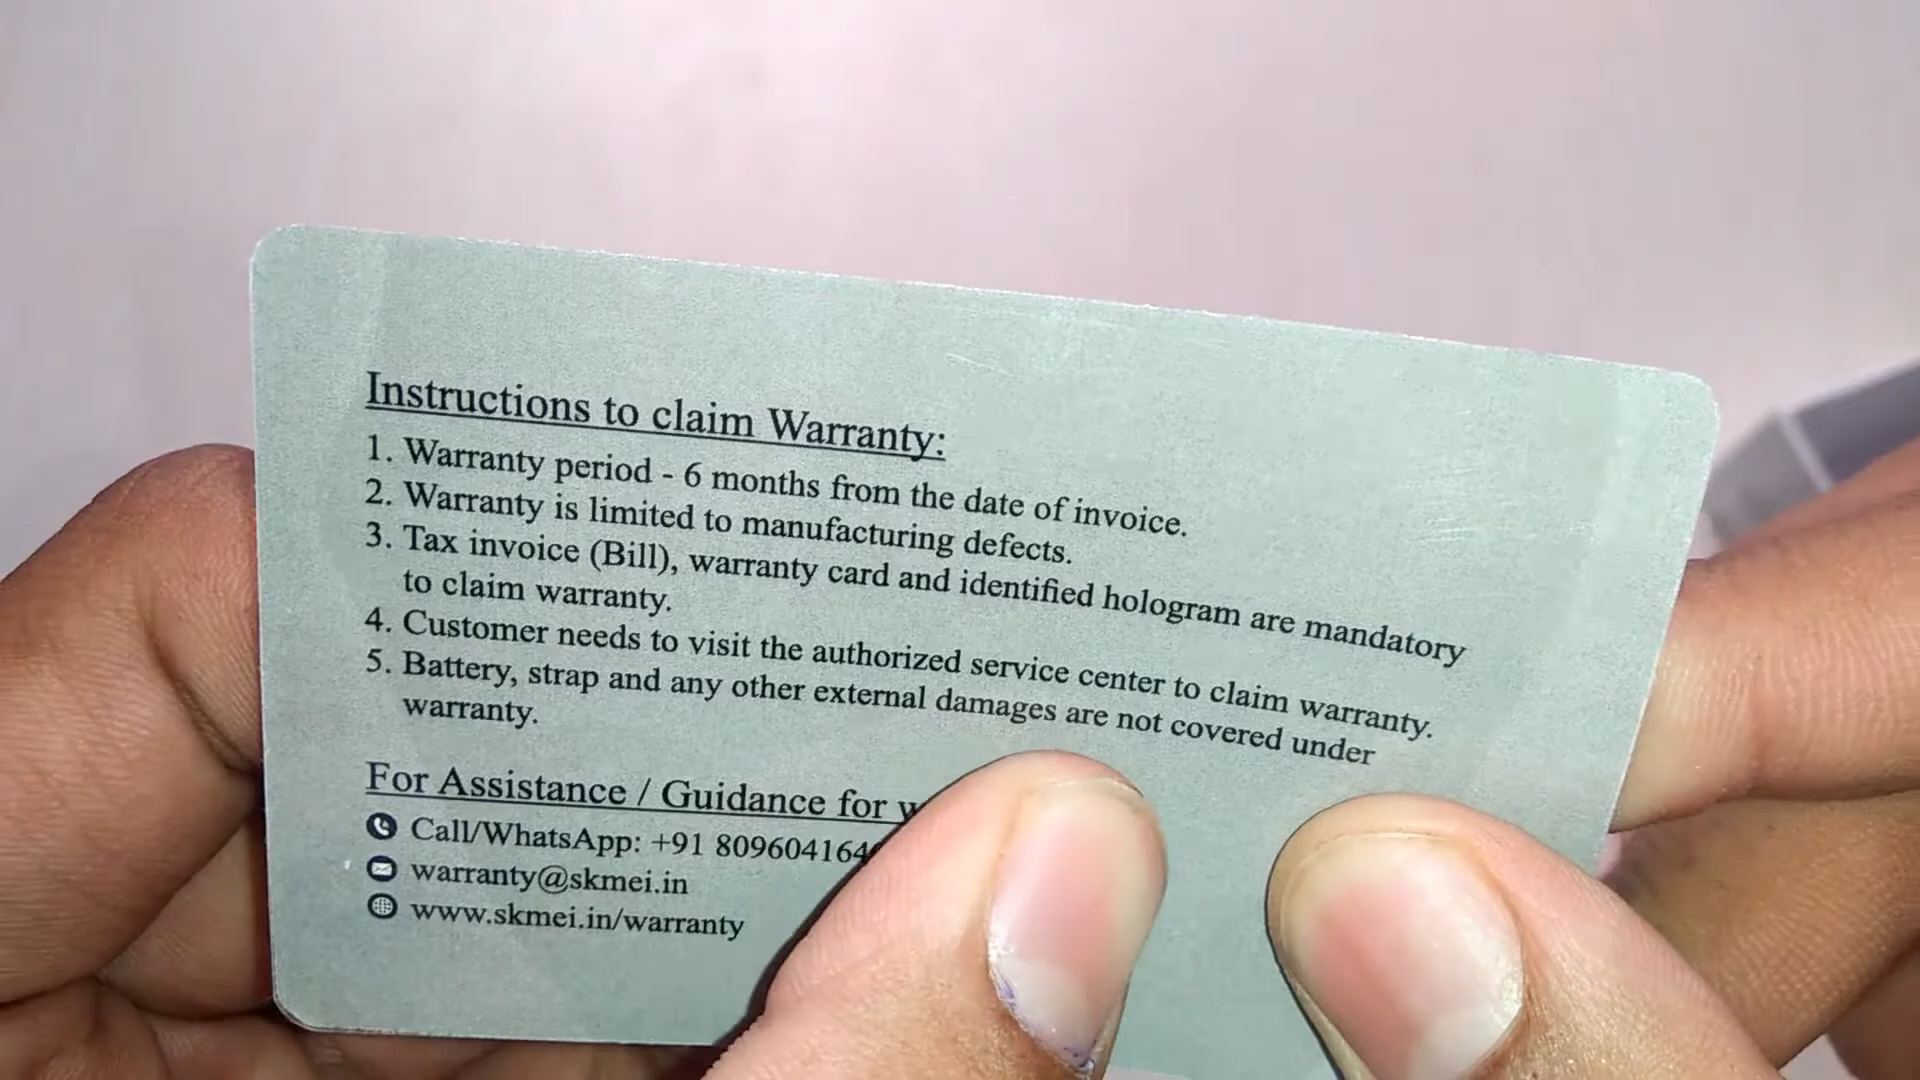 Instructions to claim Warranty:
1. Warranty period - 6 months from the date of invoice.
2. Warranty is limited to manufacturing defects.
3. Tax invoice (Bill), warranty card and identified hologram are mandatory
to claim warranty.
4. Customer needs to visit the authorized service center to claim warranty.
5. Battery, strap and any other external damages are not covered under
warranty.
For Assistance / Guidance for
Call/WhatsApp: +91 809604164
warranty@skmei.in
www.skmei.in/warranty